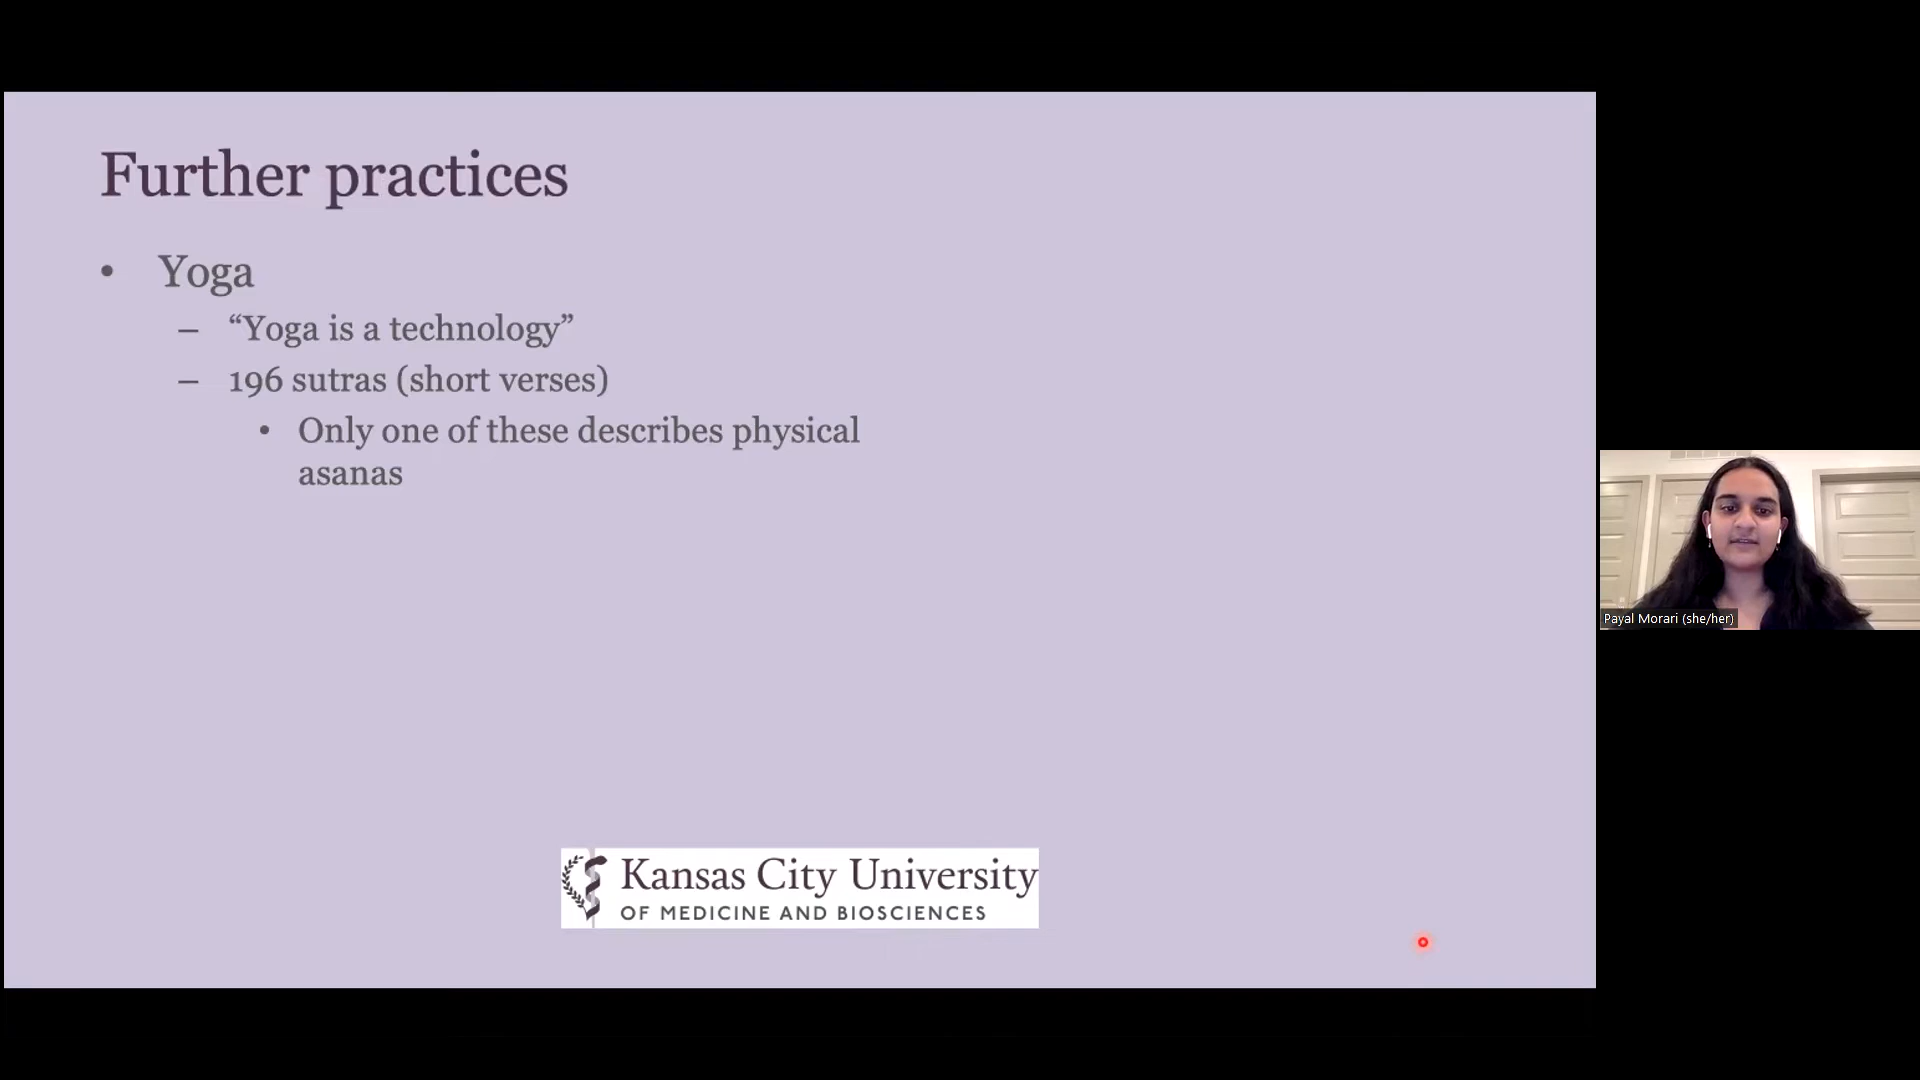 Further practices
• Yoga
– “Yoga is a technology”
– 196 sutras (short verses)
• Only one of these describes physical
asanas
Payal Morari (she/her)
Kansas City University
OF MEDICINE AND BIOSCIENCES